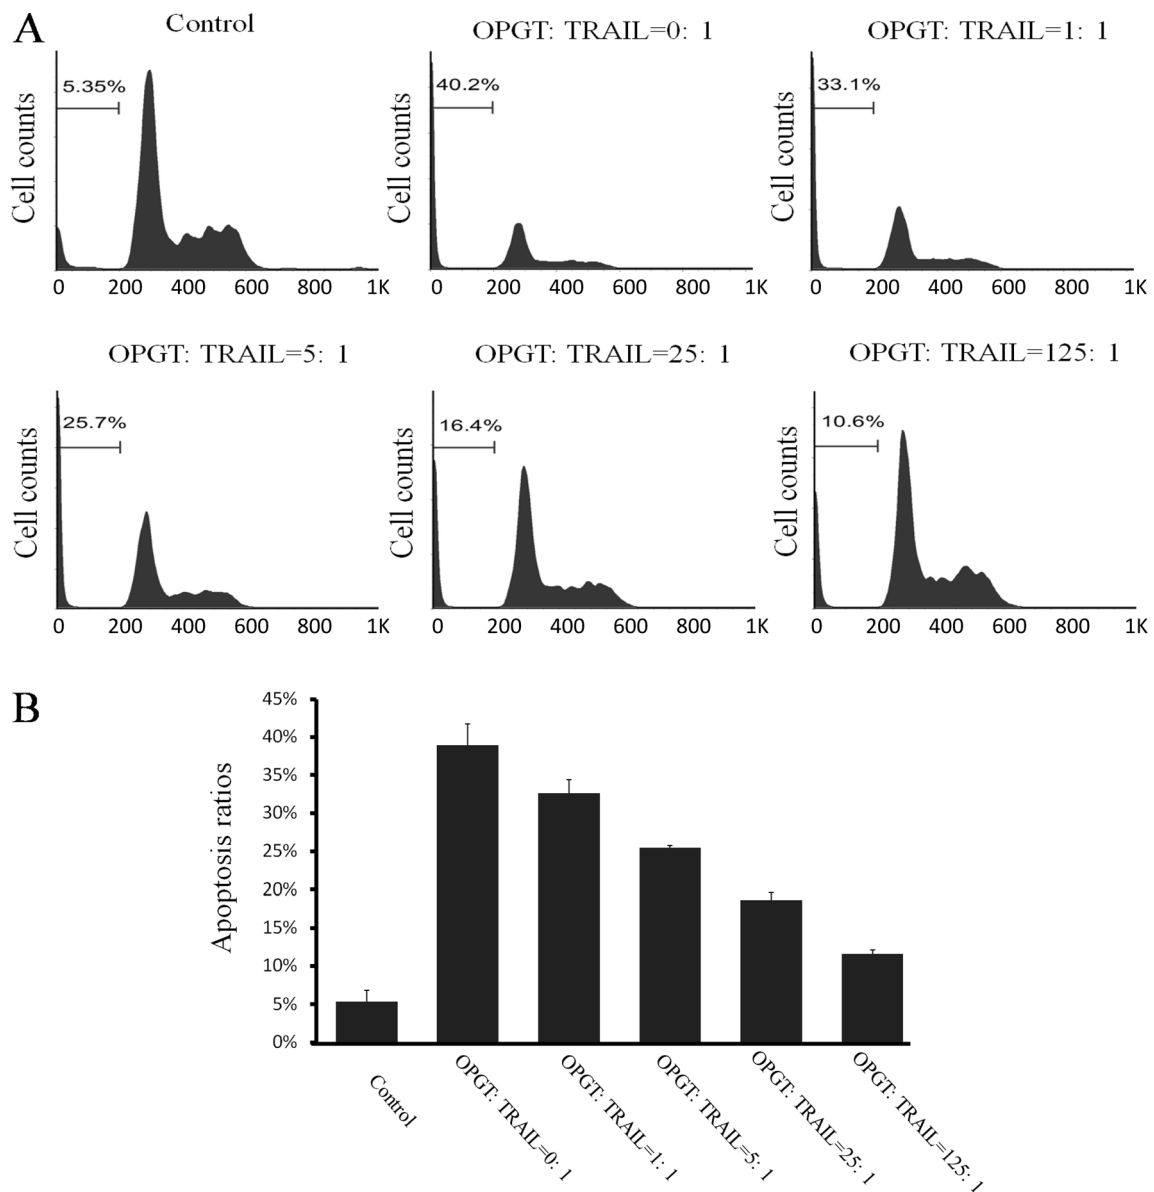 A
Control
OPGT: TRAIL=0: 1
OPGT: TRAIL=1: 1
5.35%
40.2%
33.1%
Cell counts
Cell counts
Cell counts
0 200 400 600 800 1K
0 200 400 600 800 1K
0 200 400 600 800 1K
OPGT: TRAIL=5: 1
OPGT: TRAIL=25: 1
OPGT: TRAIL=125: 1
25.7%
16.4%
10.6%
Cell counts
Cell counts
Cell counts
0 200 400 600 800 1K
0 200 400 600 800 1K
0 200 400 600 800 1K
B
45%
40%
35%
30%
25%
20%
15%
10%
5%
0%
Apoptosis ratios
Control
OPGT: TRAIL=0: 1
OPGT: TRAIL=1: 1
OPGT: TRAIL=5: 1
OPGT: TRAIL=25: 1
OPGT: TRAIL=125: 1